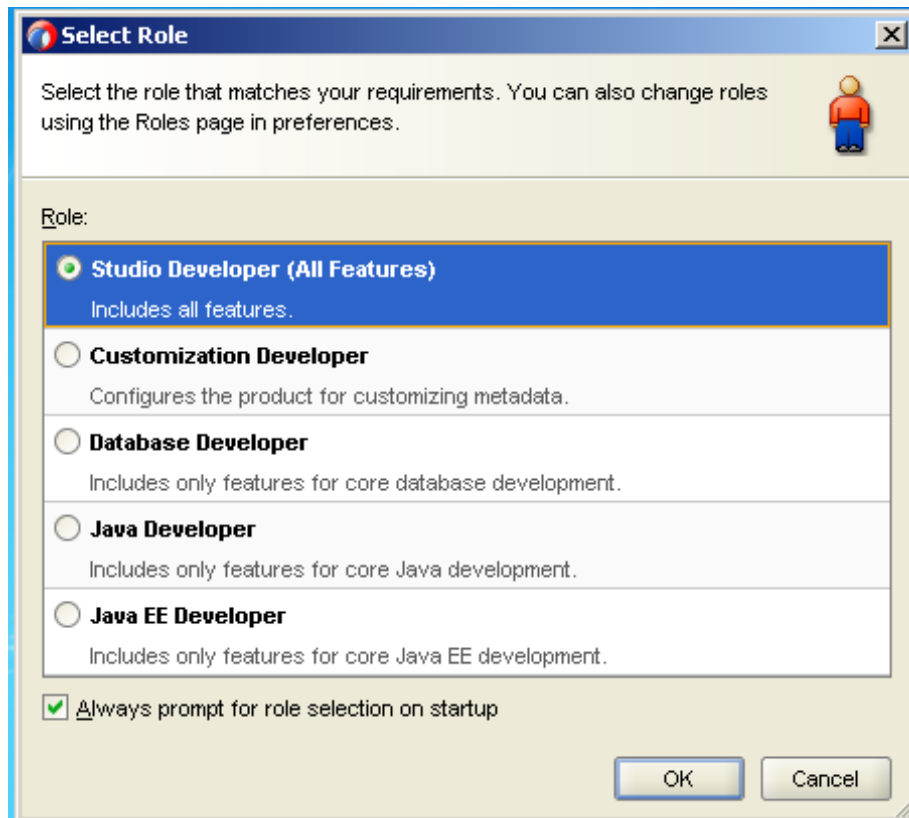 Select Role
Select the role that matches your requirements. You can also change roles
using the Roles page in preferences.
Role:
Studio Developer (All Features)
Includes all features.
Customization Developer
Configures the product for customizing metadata.
Database Developer
Includes only features for core database development.
Java Developer
Includes only features for core Java development.
Java EE Developer
Includes only features for core Java EE development.
Always prompt for role selection on startup
OK Cancel